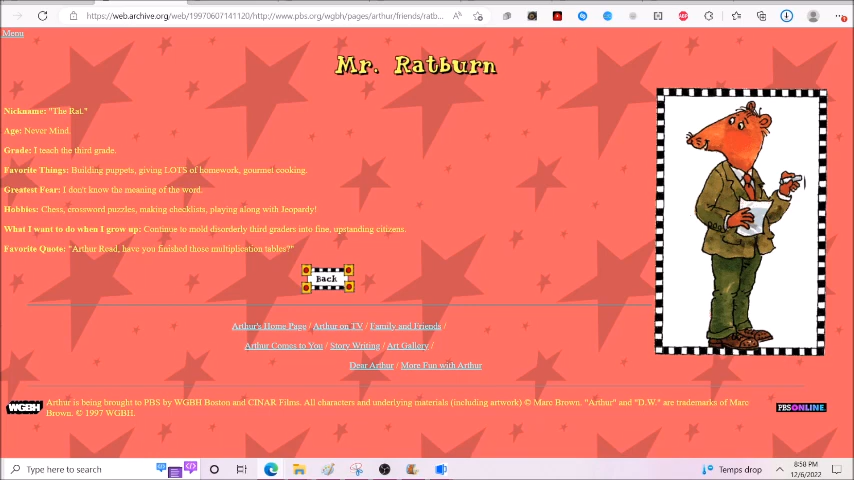 https://web.archive.org/web/19970607141120/http://www.pbs.org/wgbh/pages/arthur/friends/ratb...
Menu
Mr. Ratburn
Nickname: "The Rat."
Age: Never Mind.
Grade: I teach the third grade.
Favorite Things: Building puppets, giving LOTS of homework, gourmet cooking.
Greatest Fear: I don't know the meaning of the word.
Hobbies: Chess, crossword puzzles, making checklists, playing along with Jeopardy!
What I want to do when I grow up: Continue to mold disorderly third graders into fine, upstanding citizens.
Favorite Quote: "Arthur Read, have you finished those multiplication tables?"
Back
Arthur's Home Page / Arthur on TV / Family and Friends /
Arthur Comes to You / Story Writing / Art Gallery /
Dear Arthur / More Fun with Arthur
WGBH
Arthur is being brought to PBS by WGBH Boston and CINAR Films. All characters and underlying materials (including artwork) © Marc Brown. "Arthur" and "D.W." are trademarks of Marc
Brown. © 1997 WGBH.
PBS ONLINE
Type here to search
Temps drop
8:58 PM
12/6/2022